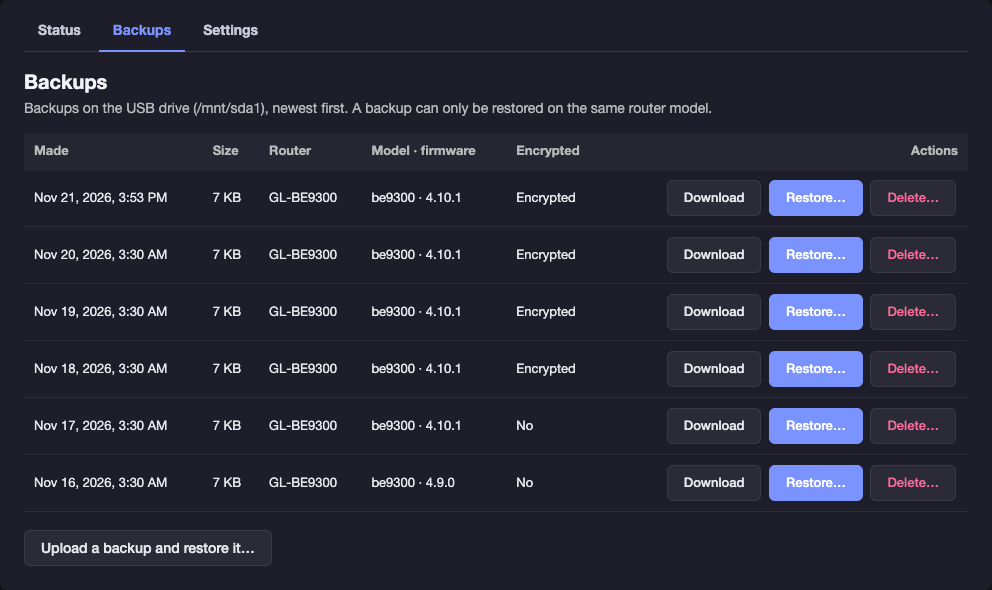 Status Backups Settings
Backups
Backups on the USB drive (/mnt/sda1), newest first. A backup can only be restored on the same router model.
Made Size Router Model · firmware Encrypted Actions
Nov 21, 2026, 3:53 PM 7 KB GL-BE9300 be9300 · 4.10.1 Encrypted Download Restore… Delete…
Nov 20, 2026, 3:30 AM 7 KB GL-BE9300 be9300 · 4.10.1 Encrypted Download Restore… Delete…
Nov 19, 2026, 3:30 AM 7 KB GL-BE9300 be9300 · 4.10.1 Encrypted Download Restore… Delete…
Nov 18, 2026, 3:30 AM 7 KB GL-BE9300 be9300 · 4.10.1 Encrypted Download Restore… Delete…
Nov 17, 2026, 3:30 AM 7 KB GL-BE9300 be9300 · 4.10.1 No Download Restore… Delete…
Nov 16, 2026, 3:30 AM 7 KB GL-BE9300 be9300 · 4.9.0 No Download Restore… Delete…
Upload a backup and restore it…